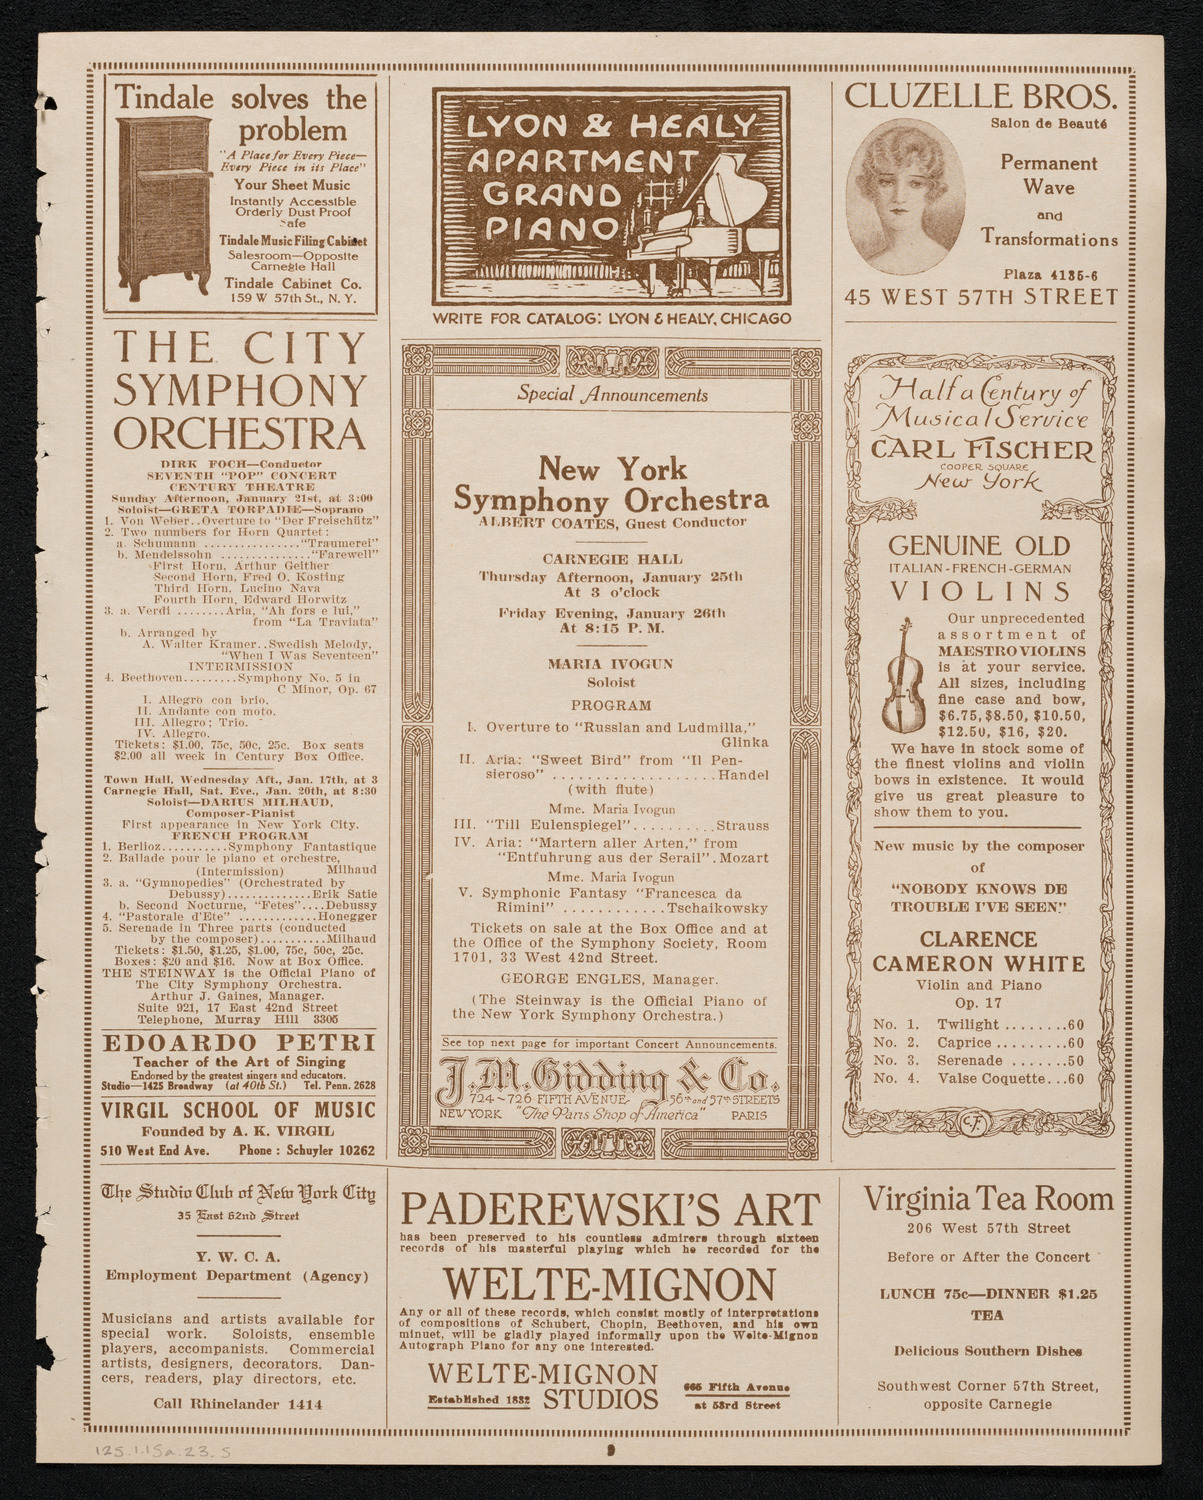 Tindale solves the
problem
"A Place for Every Piece—
Every Piece in its Place"
Your Sheet Music
Instantly Accessible
Orderly Dust Proof
Safe
Tindale Music Filing Cabinet
Salesroom—Opposite
Carnegie Hall
Tindale Cabinet Co.
159 W 57th St., N. Y.
THE CITY
SYMPHONY
ORCHESTRA
DIRK FOCH—Conductor
SEVENTH "POP" CONCERT
CENTURY THEATRE
Sunday Afternoon, January 21st, at 3:00
Soloist—GRETA TORPADIE—Soprano
1. Von Weber..Overture to "Der Freischütz"
2. Two numbers for Horn Quartet:
a. Schumann ...............“Traumerei”
b. Mendelssohn ..............“Farewell”
First Horn, Arthur Geither
Second Horn, Fred O. Kosting
Third Horn, Lucino Nava
Fourth Horn, Edward Horwitz
3. a. Verdi ........Aria, “Ah fors e lui,”
from “La Traviata”
b. Arranged by
A. Walter Kramer..Swedish Melody,
“When I Was Seventeen”
INTERMISSION
4. Beethoven........Symphony No. 5 in
C Minor, Op. 67
I. Allegro con brio.
II. Andante con moto.
III. Allegro; Trio.
IV. Allegro.
Tickets: $1.00, 75c, 50c, 25c. Box seats
$2.00 all week in Century Box Office.
Town Hall, Wednesday Aft., Jan. 17th, at 3
Carnegie Hall, Sat. Eve., Jan. 20th, at 8:30
Soloist—DARIUS MILHAUD,
Composer-Pianist
First appearance in New York City.
FRENCH PROGRAM
1. Berlioz..........Symphony Fantastique
2. Ballade pour le piano et orchestre,
(Intermission) Milhaud
3. a. “Gymnopedies” (Orchestrated by
Debussy).............Erik Satie
b. Second Nocturne, “Fetes”....Debussy
4. “Pastorale d'Ete” ............Honegger
5. Serenade in Three parts (conducted
by the composer)...........Milhaud
Tickets: $1.50, $1.25, $1.00, 75c, 50c, 25c.
Boxes: $20 and $16. Now at Box Office.
THE STEINWAY is the Official Piano of
The City Symphony Orchestra.
Arthur J. Gaines, Manager.
Suite 921, 17 East 42nd Street
Telephone, Murray Hill 3305
EDOARDO PETRI
Teacher of the Art of Singing
Endorsed by the greatest singers and educators.
Studio—1425 Broadway (at 40th St.) Tel. Penn. 2628
VIRGIL SCHOOL OF MUSIC
Founded by A. K. VIRGIL
510 West End Ave. Phone: Schuyler 10262
The Studio Club of New York City
35 East 62nd Street
Y. W. C. A.
Employment Department (Agency)
Musicians and artists available for
special work. Soloists, ensemble
players, accompanists. Commercial
artists, designers, decorators. Dan-
cers, readers, play directors, etc.
Call Rhinelander 1414
LYON & HEALY
APARTMENT
GRAND
PIANO
WRITE FOR CATALOG: LYON & HEALY, CHICAGO
Special Announcements
New York
Symphony Orchestra
ALBERT COATES, Guest Conductor
CARNEGIE HALL
Thursday Afternoon, January 25th
At 3 o'clock
Friday Evening, January 26th
At 8:15 P. M.
MARIA IVOGUN
Soloist
PROGRAM
I. Overture to “Russlan and Ludmilla,”
Glinka
II. Aria: “Sweet Bird” from “Il Pen-
sieroso” ...................Handel
(with flute)
Mme. Maria Ivogun
III. “Till Eulenspiegel”..........Strauss
IV. Aria: “Martern aller Arten,” from
“Entfuhrung aus der Serail”.Mozart
Mme. Maria Ivogun
V. Symphonic Fantasy “Francesca da
Rimini” ............Tschaikowsky
Tickets on sale at the Box Office and at
the Office of the Symphony Society, Room
1701, 33 West 42nd Street.
GEORGE ENGLES, Manager.
(The Steinway is the Official Piano of
the New York Symphony Orchestra.)
See top next page for important Concert Announcements.
J.M. Gidding & Co.
724~726 FIFTH AVENUE~ 56th and 57th STREETS
NEW YORK "The Paris Shop of America" PARIS
PADEREWSKI'S ART
has been preserved to his countless admirers through sixteen
records of his masterful playing which he recorded for the
WELTE-MIGNON
Any or all of these records, which consist mostly of interpretations
of compositions of Schubert, Chopin, Beethoven, and his own
minuet, will be gladly played informally upon the Welte-Mignon
Autograph Piano for any one interested.
WELTE-MIGNON
Established 1832 STUDIOS
665 Fifth Avenue
at 53rd Street
CLUZELLE BROS.
Salon de Beauté
Permanent
Wave
and
Transformations
Plaza 4135-6
45 WEST 57TH STREET
Half a Century of
Musical Service
CARL FISCHER
COOPER SQUARE
New York
GENUINE OLD
ITALIAN-FRENCH-GERMAN
VIOLINS
Our unprecedented
assortment of
MAESTRO VIOLINS
is at your service.
All sizes, including
fine case and bow,
$6.75, $8.50, $10.50,
$12.50, $16, $20.
We have in stock some of
the finest violins and violin
bows in existence. It would
give us great pleasure to
show them to you.
New music by the composer
of
“NOBODY KNOWS DE
TROUBLE I'VE SEEN”
CLARENCE
CAMERON WHITE
Violin and Piano
Op. 17
No. 1. Twilight ........60
No. 2. Caprice .........60
No. 3. Serenade .......50
No. 4. Valse Coquette...60
C.F.
Virginia Tea Room
206 West 57th Street
Before or After the Concert
LUNCH 75c—DINNER $1.25
TEA
Delicious Southern Dishes
Southwest Corner 57th Street,
opposite Carnegie
125.1.15a.23.S
9